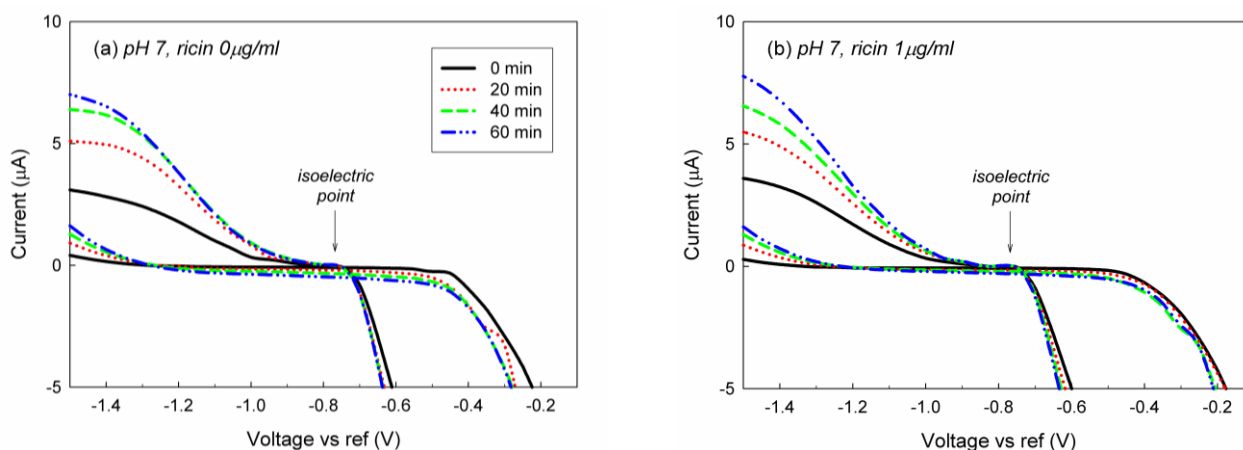 (a) pH 7, ricin 0μg/ml
0 min
20 min
40 min
60 min
isoelectric
point
Current (μA)
10
5
0
-5
-1.4 -1.2 -1.0 -0.8 -0.6 -0.4 -0.2
Voltage vs ref (V)
(b) pH 7, ricin 1μg/ml
isoelectric
point
Current (μA)
10
5
0
-5
-1.4 -1.2 -1.0 -0.8 -0.6 -0.4 -0.2
Voltage vs ref (V)